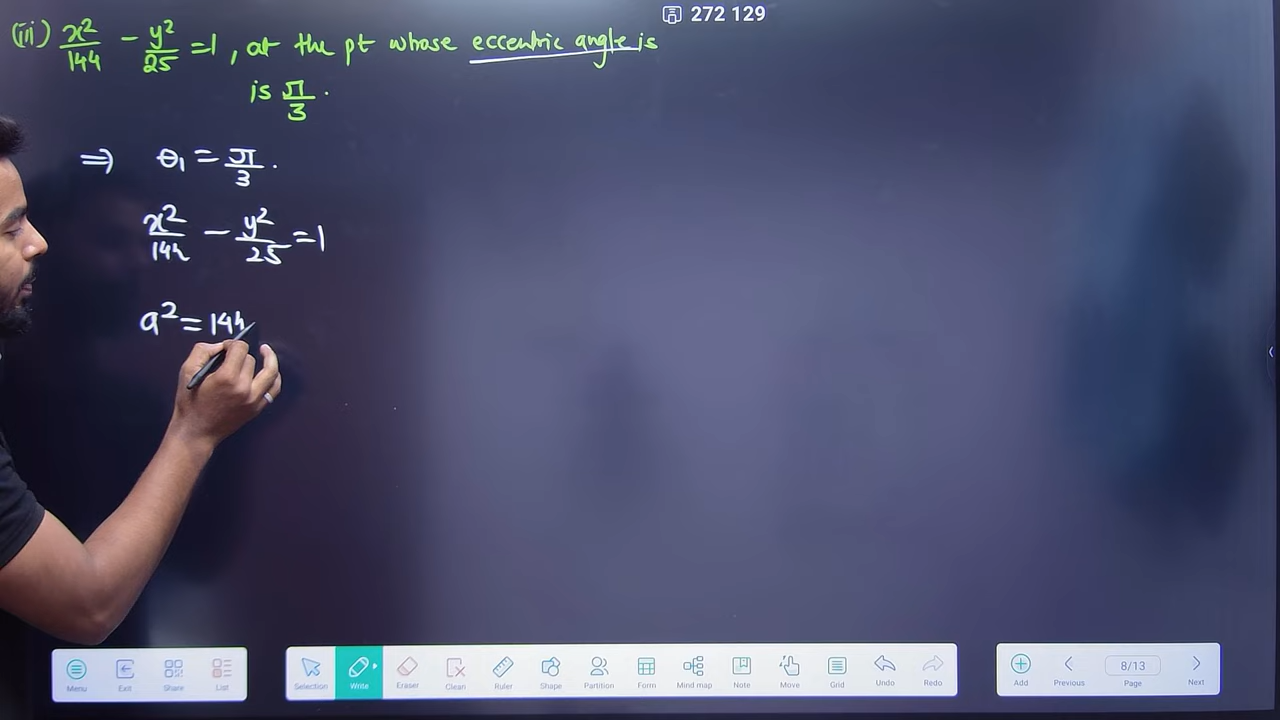 272 129
(iii) x²/144 - y²/25 = 1, at the pt whose eccentric angle is
is π/3.
⇒ θ₁ = π/3.
x²/144 - y²/25 = 1
a² = 144
Menu Exit Share List Selection Write Eraser Clean Ruler Shape Partition Form Mind map Note Move Grid Undo Redo Add Previous 8/13 Page Next